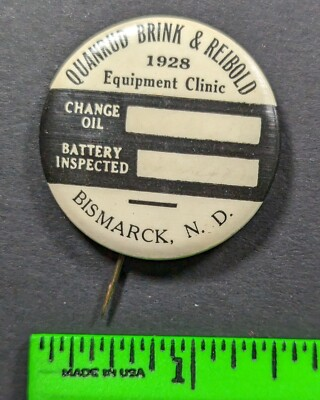 QUANRUD BRINK & REIBOLD
1928
Equipment Clinic
CHANGE
OIL
BATTERY
INSPECTED
BISMARCK, N. D.
1
MADE IN USA